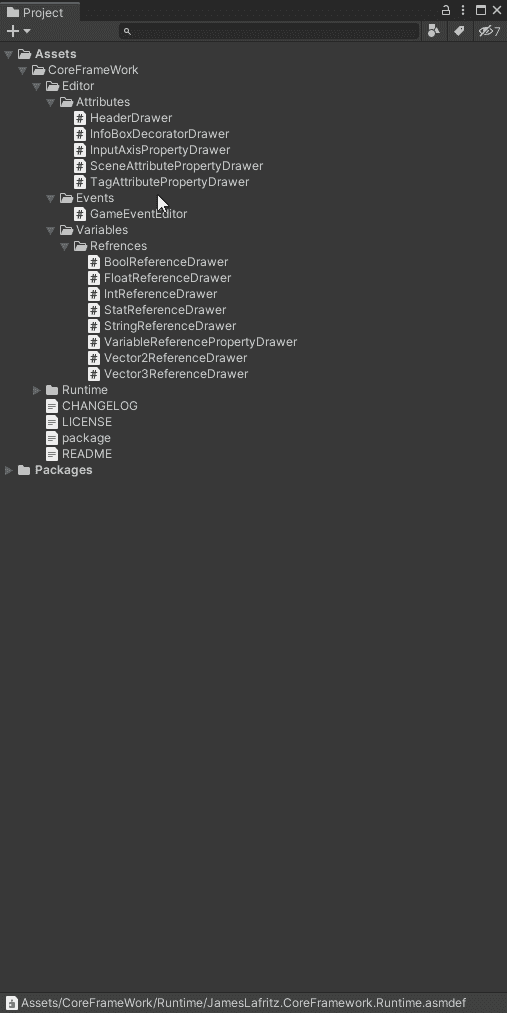 Project
7
Assets
CoreFrameWork
Editor
Attributes
HeaderDrawer
InfoBoxDecoratorDrawer
InputAxisPropertyDrawer
SceneAttributePropertyDrawer
TagAttributePropertyDrawer
Events
GameEventEditor
Variables
Refrences
BoolReferenceDrawer
FloatReferenceDrawer
IntReferenceDrawer
StatReferenceDrawer
StringReferenceDrawer
VariableReferencePropertyDrawer
Vector2ReferenceDrawer
Vector3ReferenceDrawer
Runtime
CHANGELOG
LICENSE
package
README
Packages
Assets/CoreFrameWork/Runtime/JamesLafritz.CoreFramework.Runtime.asmdef